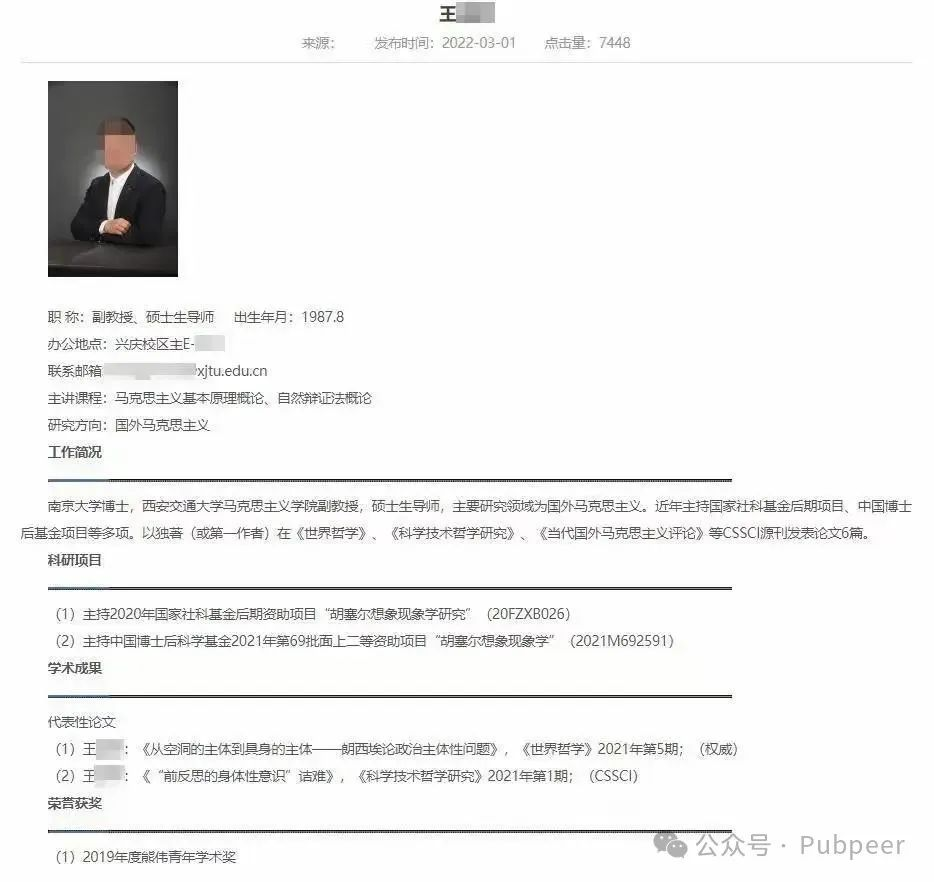 王
来源： 发布时间：2022-03-01 点击量：7448
职 称：副教授、硕士生导师 出生年月：1987.8
办公地点：兴庆校区主E-
联系邮箱 xjtu.edu.cn
主讲课程：马克思主义基本原理概论、自然辩证法概论
研究方向：国外马克思主义
工作简况
南京大学博士，西安交通大学马克思主义学院副教授，硕士生导师，主要研究领域为国外马克思主义。近年主持国家社科基金后期项目、中国博士
后基金项目等多项。以独著（或第一作者）在《世界哲学》、《科学技术哲学研究》、《当代国外马克思主义评论》等CSSCI源刊发表论文6篇。
科研项目
（1）主持2020年国家社科基金后期资助项目“胡塞尔想象现象学研究”（20FZXB026）
（2）主持中国博士后科学基金2021年第69批面上二等资助项目“胡塞尔想象现象学”（2021M692591）
学术成果
代表性论文
（1）王 ：《从空洞的主体到具身的主体——朗西埃论政治主体性问题》，《世界哲学》2021年第5期；（权威）
（2）王 ：《“前反思的身体性意识”诘难》，《科学技术哲学研究》2021年第1期；（CSSCI）
荣誉获奖
（1）2019年度熊伟青年学术奖
公众号 · Pubpeer